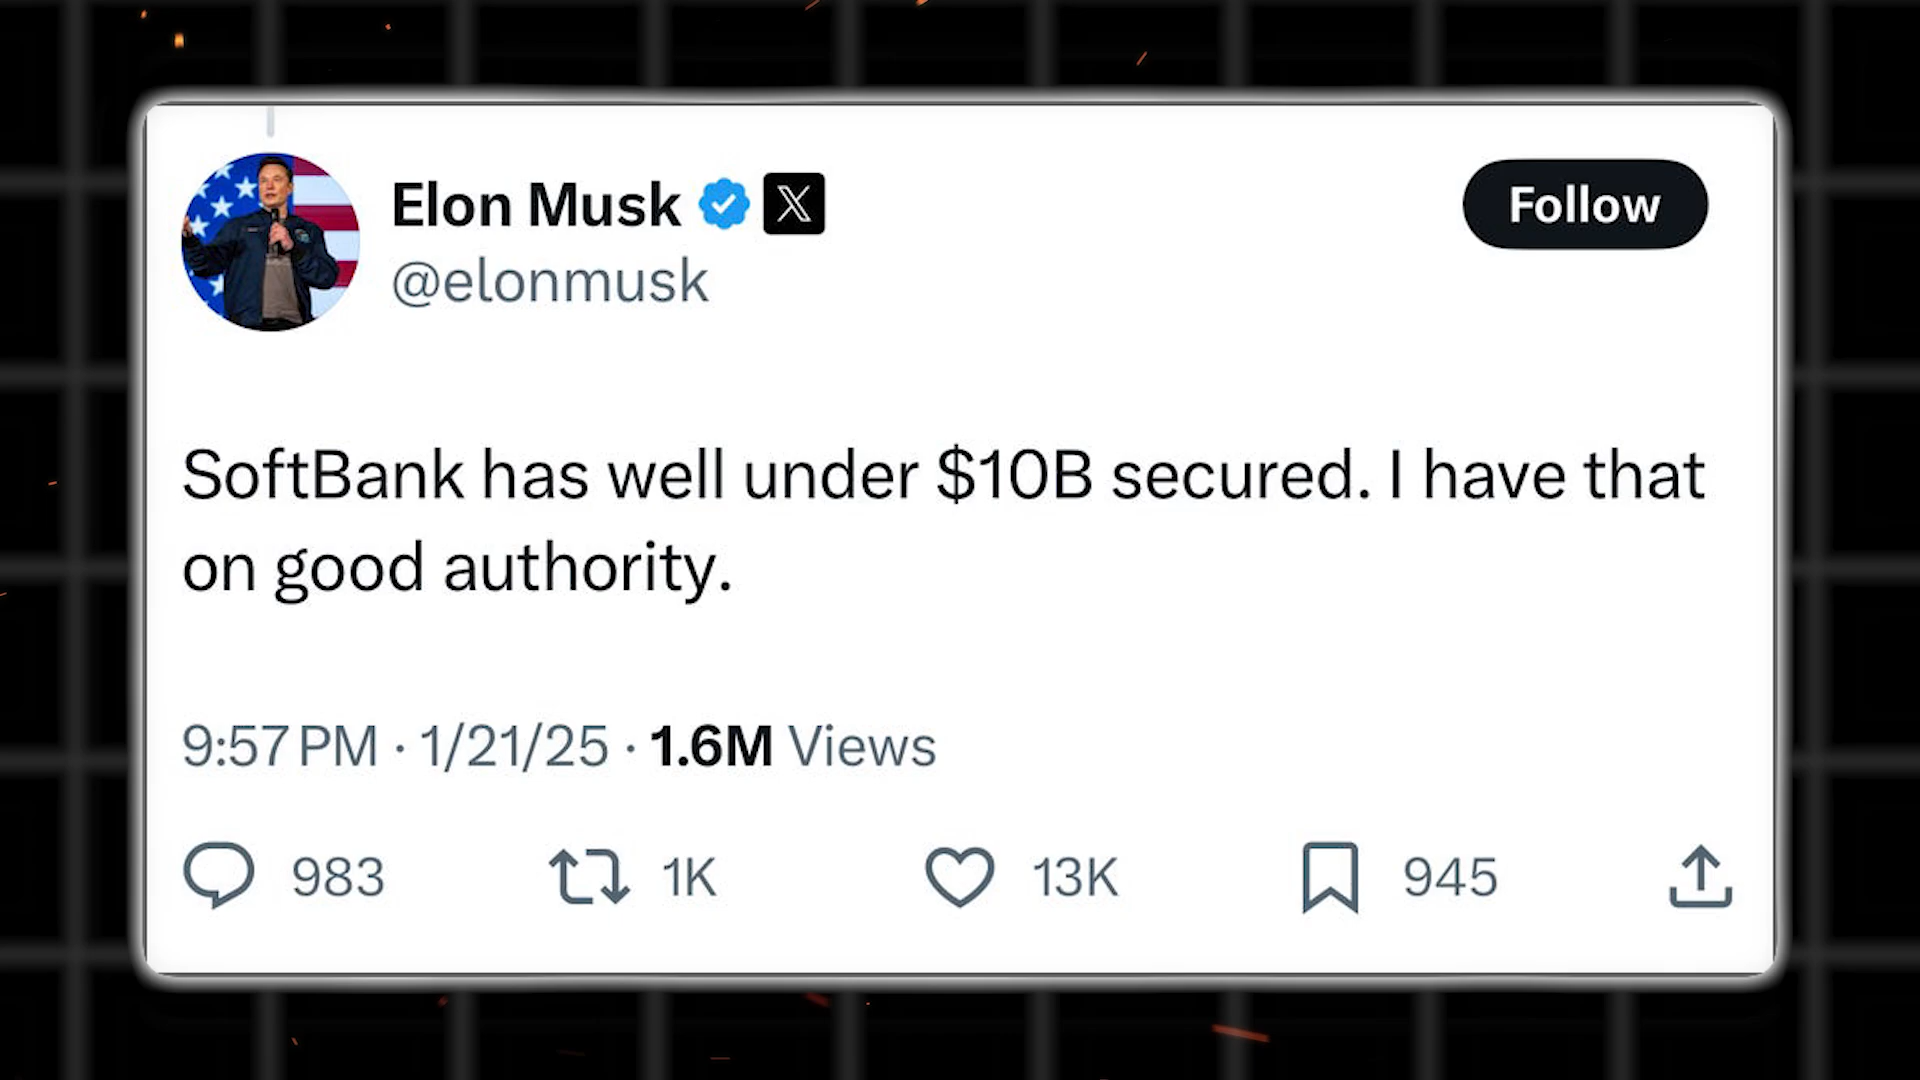 Elon Musk
Follow
@elonmusk
SoftBank has well under $10B secured. I have that
on good authority.
9:57 PM · 1/21/25 · 1.6M Views
983 1K 13K 945